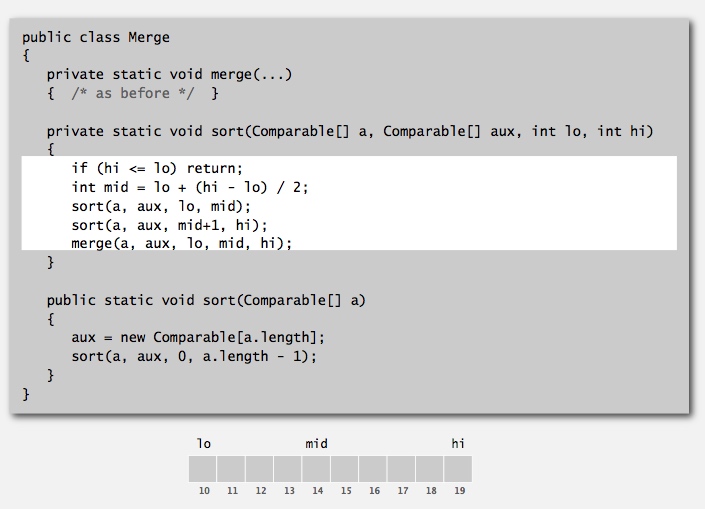 public class Merge
{
private static void merge(...)
{ /* as before */ }
private static void sort(Comparable[] a, Comparable[] aux, int lo, int hi)
{
if (hi <= lo) return;
int mid = lo + (hi - lo) / 2;
sort(a, aux, lo, mid);
sort(a, aux, mid+1, hi);
merge(a, aux, lo, mid, hi);
}
public static void sort(Comparable[] a)
{
aux = new Comparable[a.length];
sort(a, aux, 0, a.length - 1);
}
}
lo mid hi
10 11 12 13 14 15 16 17 18 19